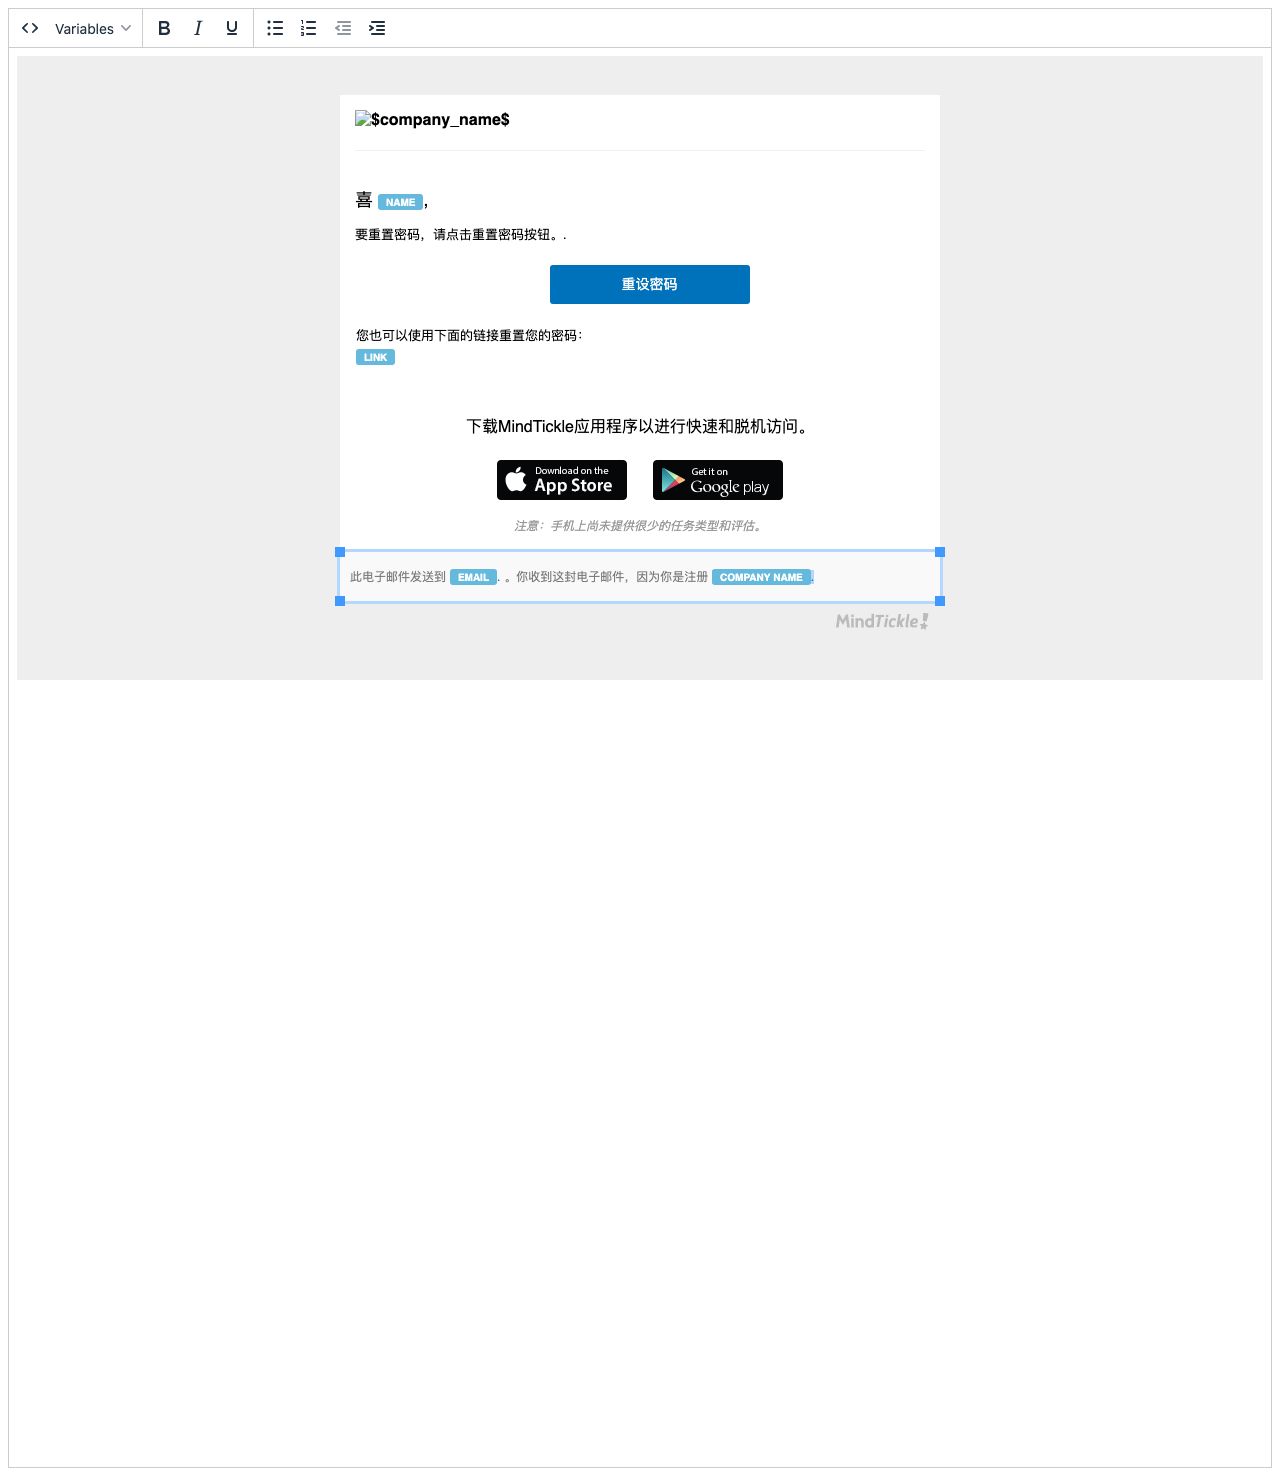 Variables
$company_name$
喜 NAME,
要重置密码，请点击重置密码按钮。.
重设密码
您也可以使用下面的链接重置您的密码：
LINK
下载MindTickle应用程序以进行快速和脱机访问。
Download on the
App Store
Get it on
Google play
注意：手机上尚未提供很少的任务类型和评估。
此电子邮件发送到 EMAIL. 。你收到这封电子邮件，因为你是注册 COMPANY NAME.
MindTickle!